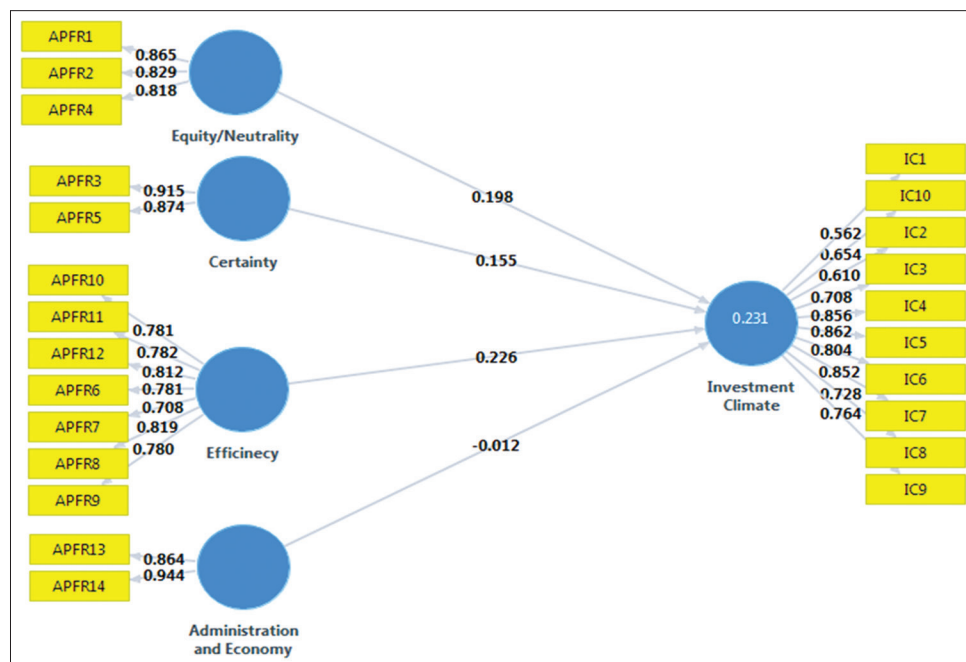 APFR1
0.865
APFR2
0.829
APFR4
0.818
Equity/Neutrality
0.198
APFR3
0.915
APFR5
0.874
Certainty
0.155
APFR10
0.781
APFR11
0.782
APFR12
0.812
APFR6
0.781
APFR7
0.708
APFR8
0.819
APFR9
0.780
Efficinecy
0.226
APFR13
0.864
APFR14
0.944
Administration
and Economy
-0.012
0.231
Investment
Climate
IC1
0.562
IC10
0.654
IC2
0.610
IC3
0.708
IC4
0.856
IC5
0.862
IC6
0.804
IC7
0.852
IC8
0.728
IC9
0.764